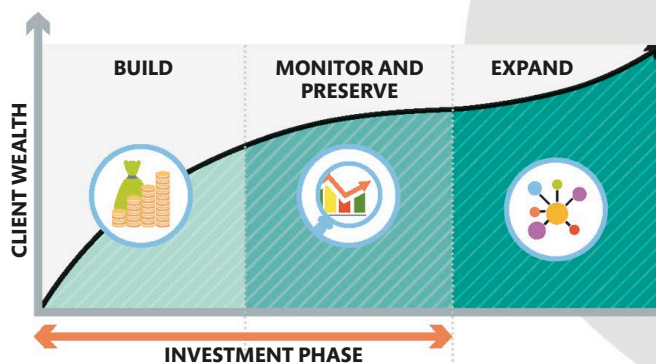 BUILD
MONITOR AND
PRESERVE
EXPAND
CLIENT WEALTH
INVESTMENT PHASE